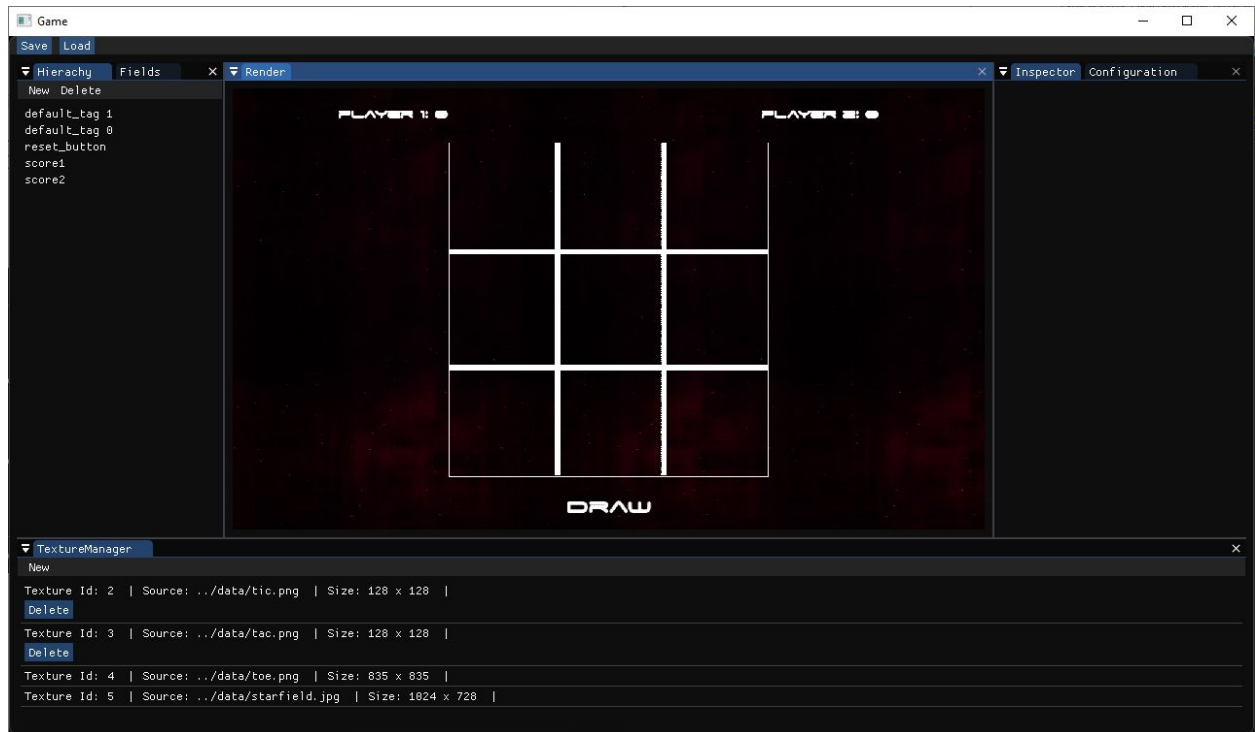 Game
Save Load
Hierachy Fields
New Delete
default_tag 1
default_tag 0
reset_button
score1
score2
Render
PLAYER 1: 0
PLAYER 2: 0
DRAW
Inspector Configuration
TextureManager
New
Texture Id: 2 | Source: ../data/tic.png | Size: 128 x 128 |
Delete
Texture Id: 3 | Source: ../data/tac.png | Size: 128 x 128 |
Delete
Texture Id: 4 | Source: ../data/toe.png | Size: 835 x 835 |
Texture Id: 5 | Source: ../data/starfield.jpg | Size: 1024 x 728 |